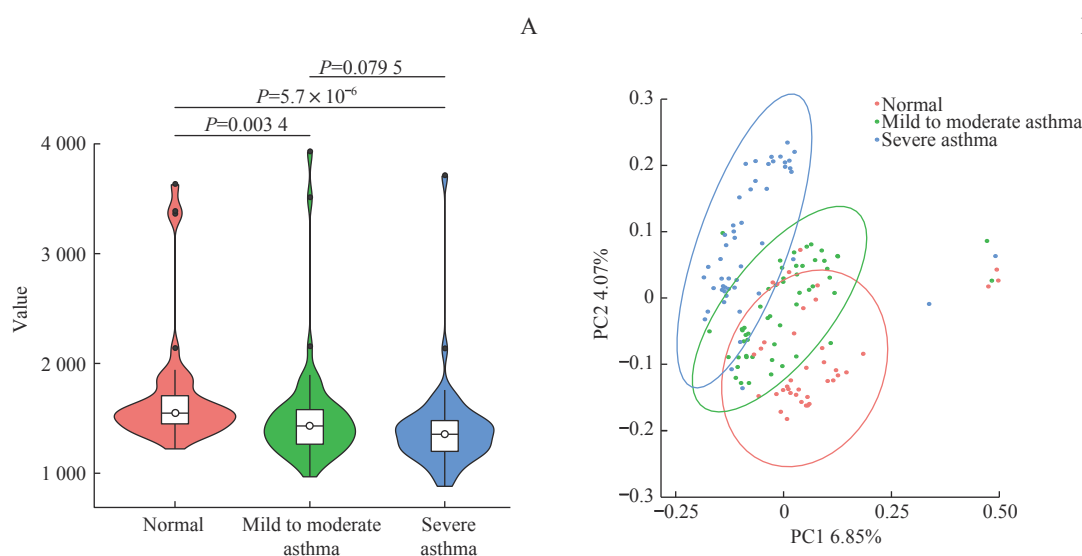 A
P=0.079 5
P=5.7 × 10⁻⁶
P=0.003 4
4 000
3 000
2 000
1 000
Value
Normal
Mild to moderate
asthma
Severe
asthma
0.3
0.2
0.1
0
−0.1
−0.2
−0.3
PC2 4.07%
Normal
Mild to moderate asthma
Severe asthma
−0.25
0
0.25
0.50
PC1 6.85%